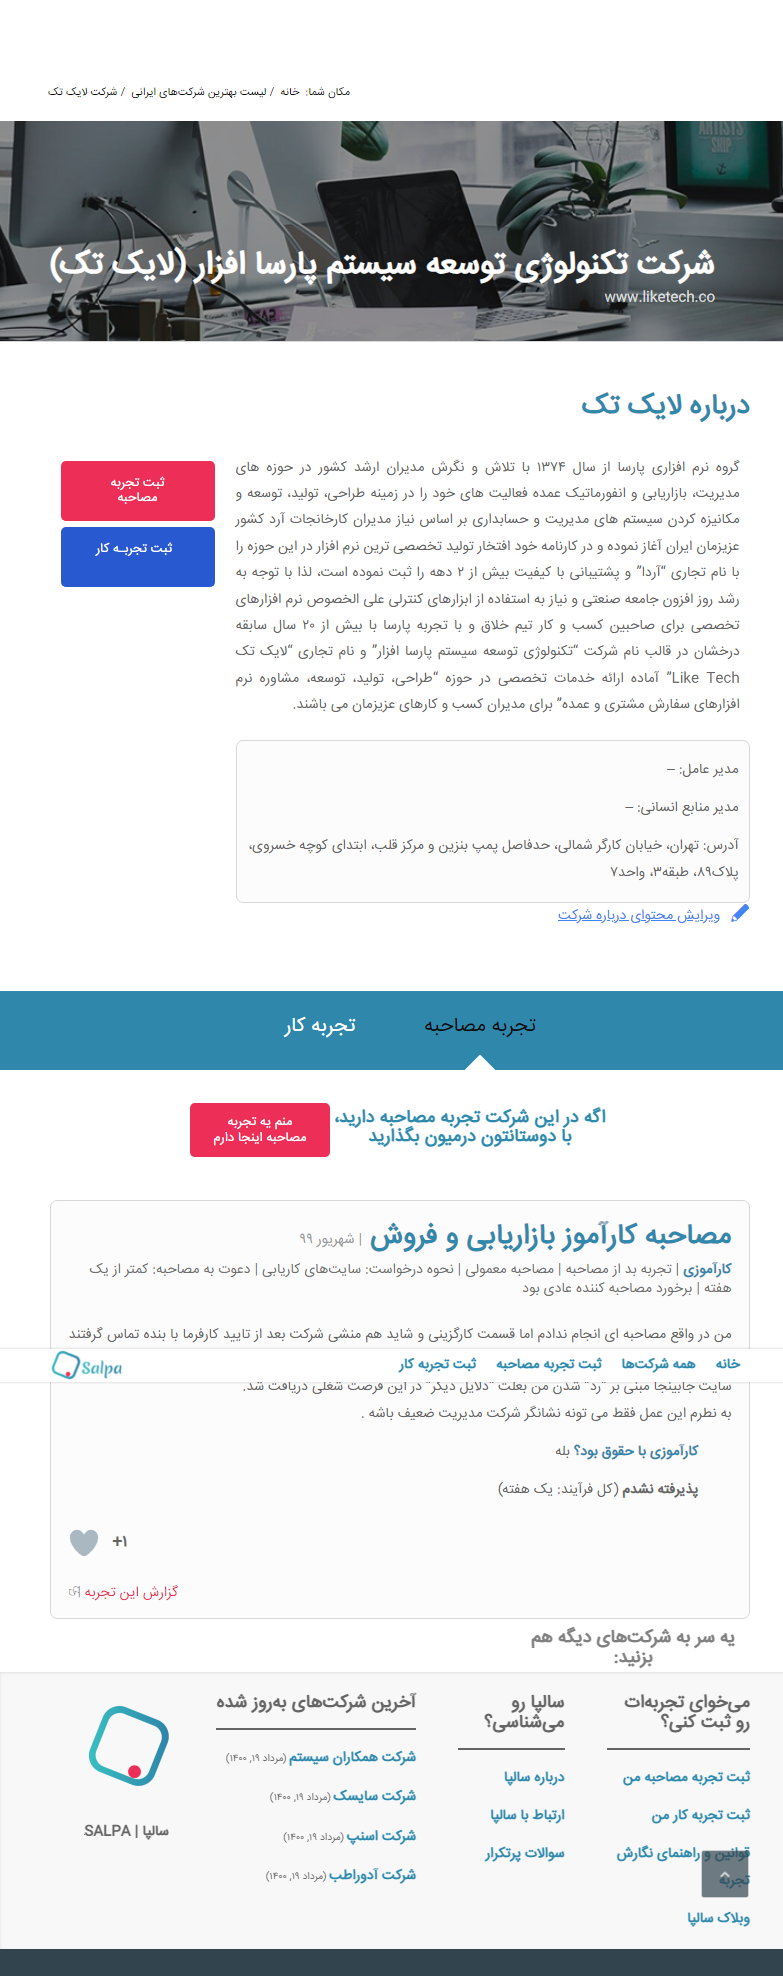 مکان شما: خانه / لیست بهترین شرکت‌های ایرانی / شرکت لایک تک
ARTISTS
SHIP
شرکت تکنولوژی توسعه سیستم پارسا افزار (لایک تک)
www.liketech.co
درباره لایک تک
گروه نرم افزاری پارسا از سال ۱۳۷۴ با تلاش و نگرش مدیران ارشد کشور در حوزه های
مدیریت، بازاریابی و انفورماتیک عمده فعالیت های خود را در زمینه طراحی، تولید، توسعه و
مکانیزه کردن سیستم های مدیریت و حسابداری بر اساس نیاز مدیران کارخانجات آرد کشور
عزیزمان ایران آغاز نموده و در کارنامه خود افتخار تولید تخصصی ترین نرم افزار در این حوزه را
با نام تجاری “آردا” و پشتیبانی با کیفیت بیش از ۲ دهه را ثبت نموده است، لذا با توجه به
رشد روز افزون جامعه صنعتی و نیاز به استفاده از ابزارهای کنترلی علی الخصوص نرم افزارهای
تخصصی برای صاحبین کسب و کار تیم خلاق و با تجربه پارسا با بیش از ۲۰ سال سابقه
درخشان در قالب نام شرکت “تکنولوژی توسعه سیستم پارسا افزار” و نام تجاری “لایک تک
Like Tech” آماده ارائه خدمات تخصصی در حوزه “طراحی، تولید، توسعه، مشاوره نرم
افزارهای سفارش مشتری و عمده” برای مدیران کسب و کارهای عزیزمان می باشند.
ثبت تجربه
مصاحبه
ثبت تجربـه کار
مدیر عامل: –
مدیر منابع انسانی: –
آدرس: تهران، خیابان کارگر شمالی، حدفاصل پمپ بنزین و مرکز قلب، ابتدای کوچه خسروی،
پلاک۸۹، طبقه۳، واحد۷
ویرایش محتوای درباره شرکت
تجربه مصاحبه
تجربه کار
اگه در این شرکت تجربه مصاحبه دارید،
با دوستانتون درمیون بگذارید
منم یه تجربه
مصاحبه اینجا دارم
مصاحبه کارآموز بازاریابی و فروش | شهریور ۹۹
کارآموزی | تجربه بد از مصاحبه | مصاحبه معمولی | نحوه درخواست: سایت‌های کاریابی | دعوت به مصاحبه: کمتر از یک
هفته | برخورد مصاحبه کننده عادی بود
من در واقع مصاحبه ای انجام ندادم اما قسمت کارگزینی و شاید هم منشی شرکت بعد از تایید کارفرما با بنده تماس گرفتند
خانه
همه شرکت‌ها
ثبت تجربه مصاحبه
ثبت تجربه کار
Salpa
سایت جابینجا مبنی بر “رد” شدن من بعلت “دلایل دیگر” در این فرصت شغلی دریافت شد.
به نظرم این عمل فقط می تونه نشانگر شرکت مدیریت ضعیف باشه .
کارآموزی با حقوق بود؟ بله
پذیرفته نشدم (کل فرآیند: یک هفته)
+۱
گزارش این تجربه
یه سر به شرکت‌های دیگه هم
بزنید:
می‌خوای تجربه‌ات
رو ثبت کنی؟
ثبت تجربه مصاحبه من
ثبت تجربه کار من
قوانین و راهنمای نگارش
تجربه
وبلاگ سالپا
سالپا رو
می‌شناسی؟
درباره سالپا
ارتباط با سالپا
سوالات پرتکرار
آخرین شرکت‌های به‌روز شده
شرکت همکاران سیستم (مرداد ۱۹, ۱۴۰۰)
شرکت سایسک (مرداد ۱۹, ۱۴۰۰)
شرکت اسنپ (مرداد ۱۹, ۱۴۰۰)
شرکت آدوراطب (مرداد ۱۹, ۱۴۰۰)
سالپا | SALPA